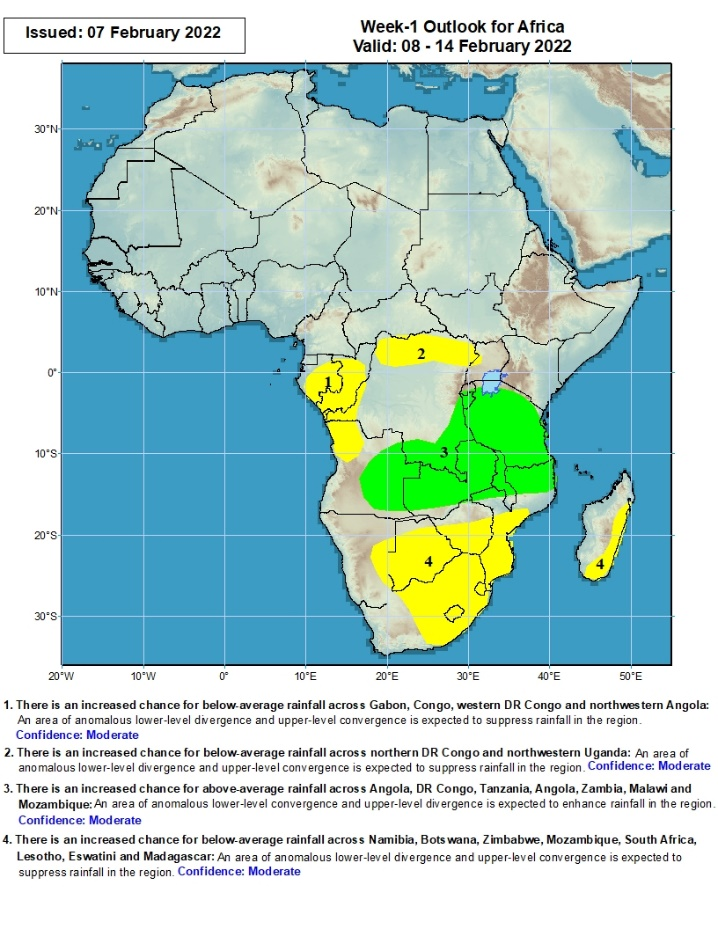 Issued: 07 February 2022
Week-1 Outlook for Africa
Valid: 08 - 14 February 2022
30°N
20°N
10°N
0°
10°S
20°S
30°S
1
2
3
4
4
20°W 10°W 0° 10°E 20°E 30°E 40°E 50°E
1. There is an increased chance for below-average rainfall across Gabon, Congo, western DR Congo and northwestern Angola:
An area of anomalous lower-level divergence and upper-level convergence is expected to suppress rainfall in the region.
Confidence: Moderate
2. There is an increased chance for below-average rainfall across northern DR Congo and northwestern Uganda: An area of
anomalous lower-level divergence and upper-level convergence is expected to suppress rainfall in the region. Confidence: Moderate
3. There is an increased chance for above-average rainfall across Angola, DR Congo, Tanzania, Angola, Zambia, Malawi and
Mozambique: An area of anomalous lower-level convergence and upper-level divergence is expected to enhance rainfall in the region.
Confidence: Moderate
4. There is an increased chance for below-average rainfall across Namibia, Botswana, Zimbabwe, Mozambique, South Africa,
Lesotho, Eswatini and Madagascar: An area of anomalous lower-level divergence and upper-level convergence is expected to
suppress rainfall in the region. Confidence: Moderate